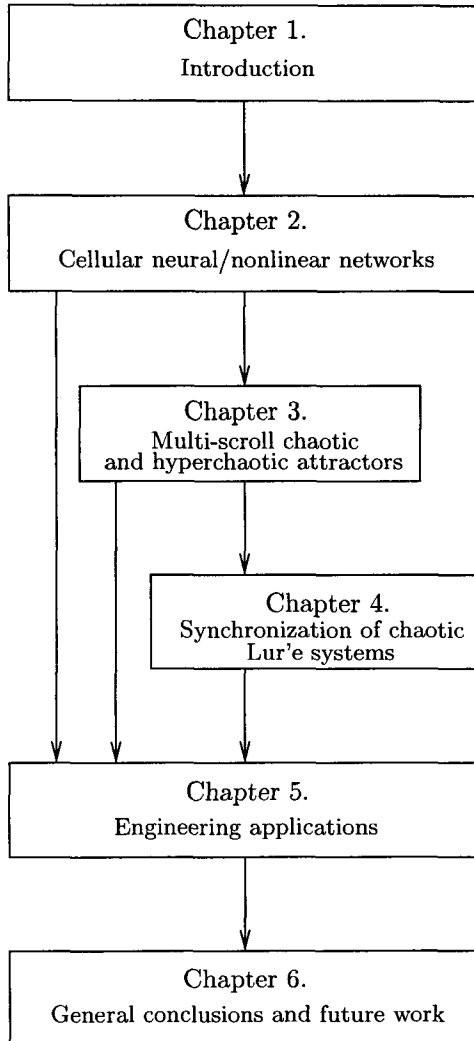 Chapter 1.
Introduction
Chapter 2.
Cellular neural/nonlinear networks
Chapter 3.
Multi-scroll chaotic
and hyperchaotic attractors
Chapter 4.
Synchronization of chaotic
Lur'e systems
Chapter 5.
Engineering applications
Chapter 6.
General conclusions and future work